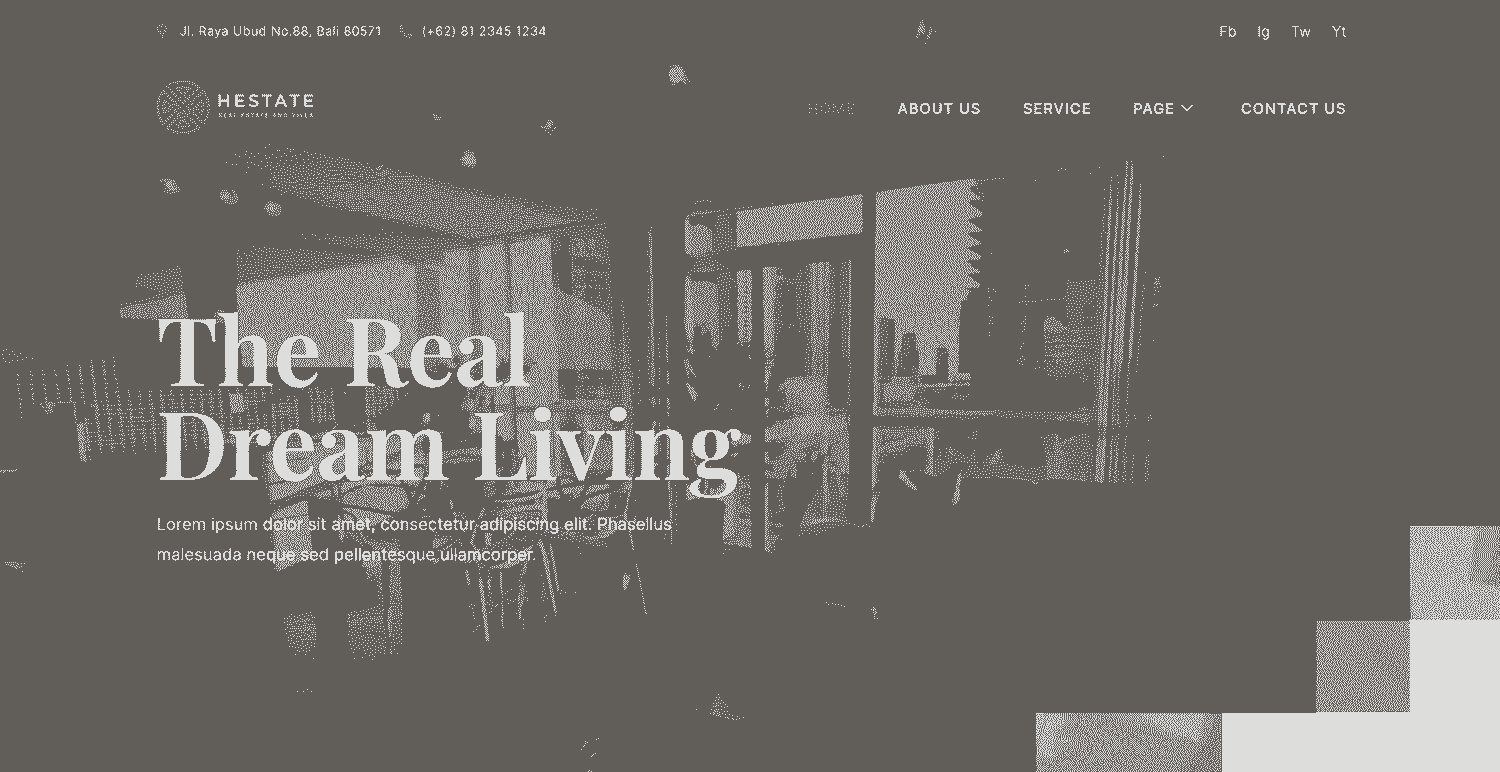 Jl. Raya Ubud No.88, Bali 80571 (+62) 81 2345 1234 Fb Ig Tw Yt
HESTATE HOME ABOUT US SERVICE PAGE CONTACT US
REAL ESTATE AND VILLA
The Real
Dream Living
Lorem ipsum dolor sit amet, consectetur adipiscing elit. Phasellus
malesuada neque sed pellentesque ullamcorper.